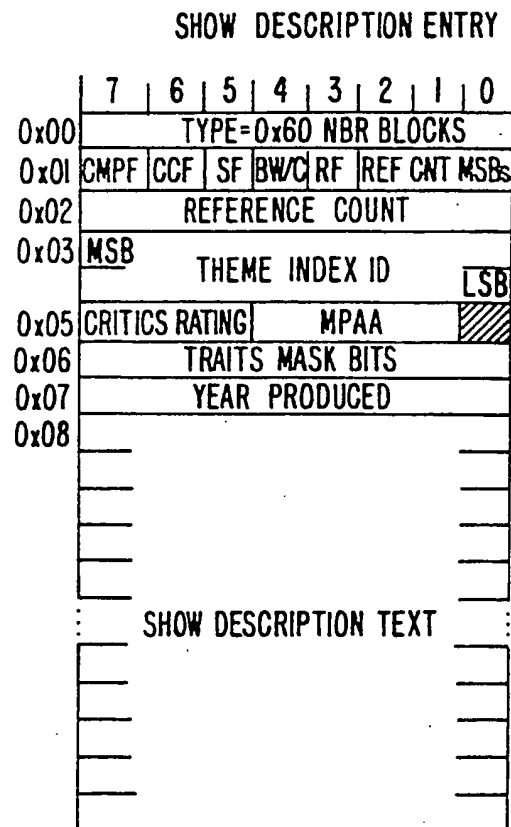 SHOW DESCRIPTION ENTRY
7 6 5 4 3 2 1 0
0x00 TYPE=0x60 NBR BLOCKS
0x01 CMPF CCF SF BW/C RF REF CNT MSBs
0x02 REFERENCE COUNT
0x03 MSB
THEME INDEX ID
LSB
0x05 CRITICS RATING MPAA
0x06 TRAITS MASK BITS
0x07 YEAR PRODUCED
0x08
SHOW DESCRIPTION TEXT